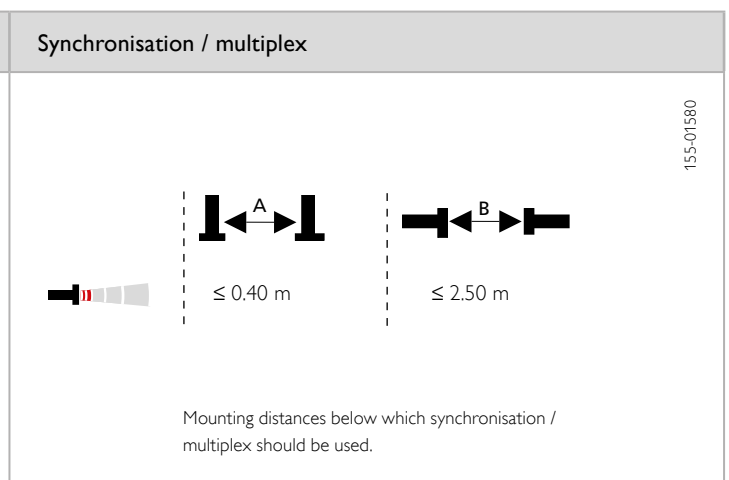 Synchronisation / multiplex
155-01580
A
B
≤ 0.40 m
≤ 2.50 m
Mounting distances below which synchronisation /
multiplex should be used.